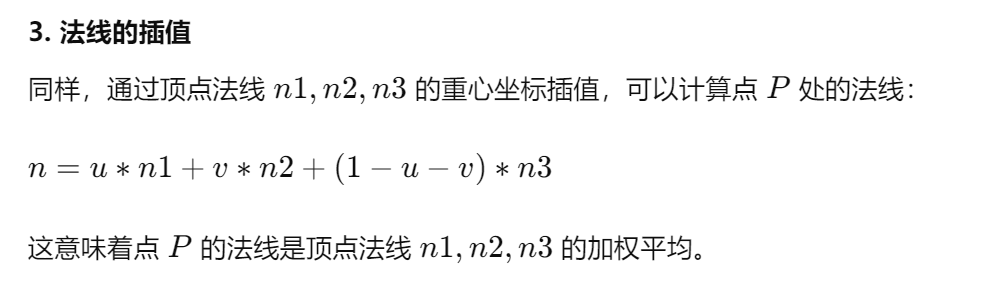 3. 法线的插值
同样，通过顶点法线 n1, n2, n3 的重心坐标插值，可以计算点 P 处的法线：
n = u * n1 + v * n2 + (1 − u − v) * n3
这意味着点 P 的法线是顶点法线 n1, n2, n3 的加权平均。